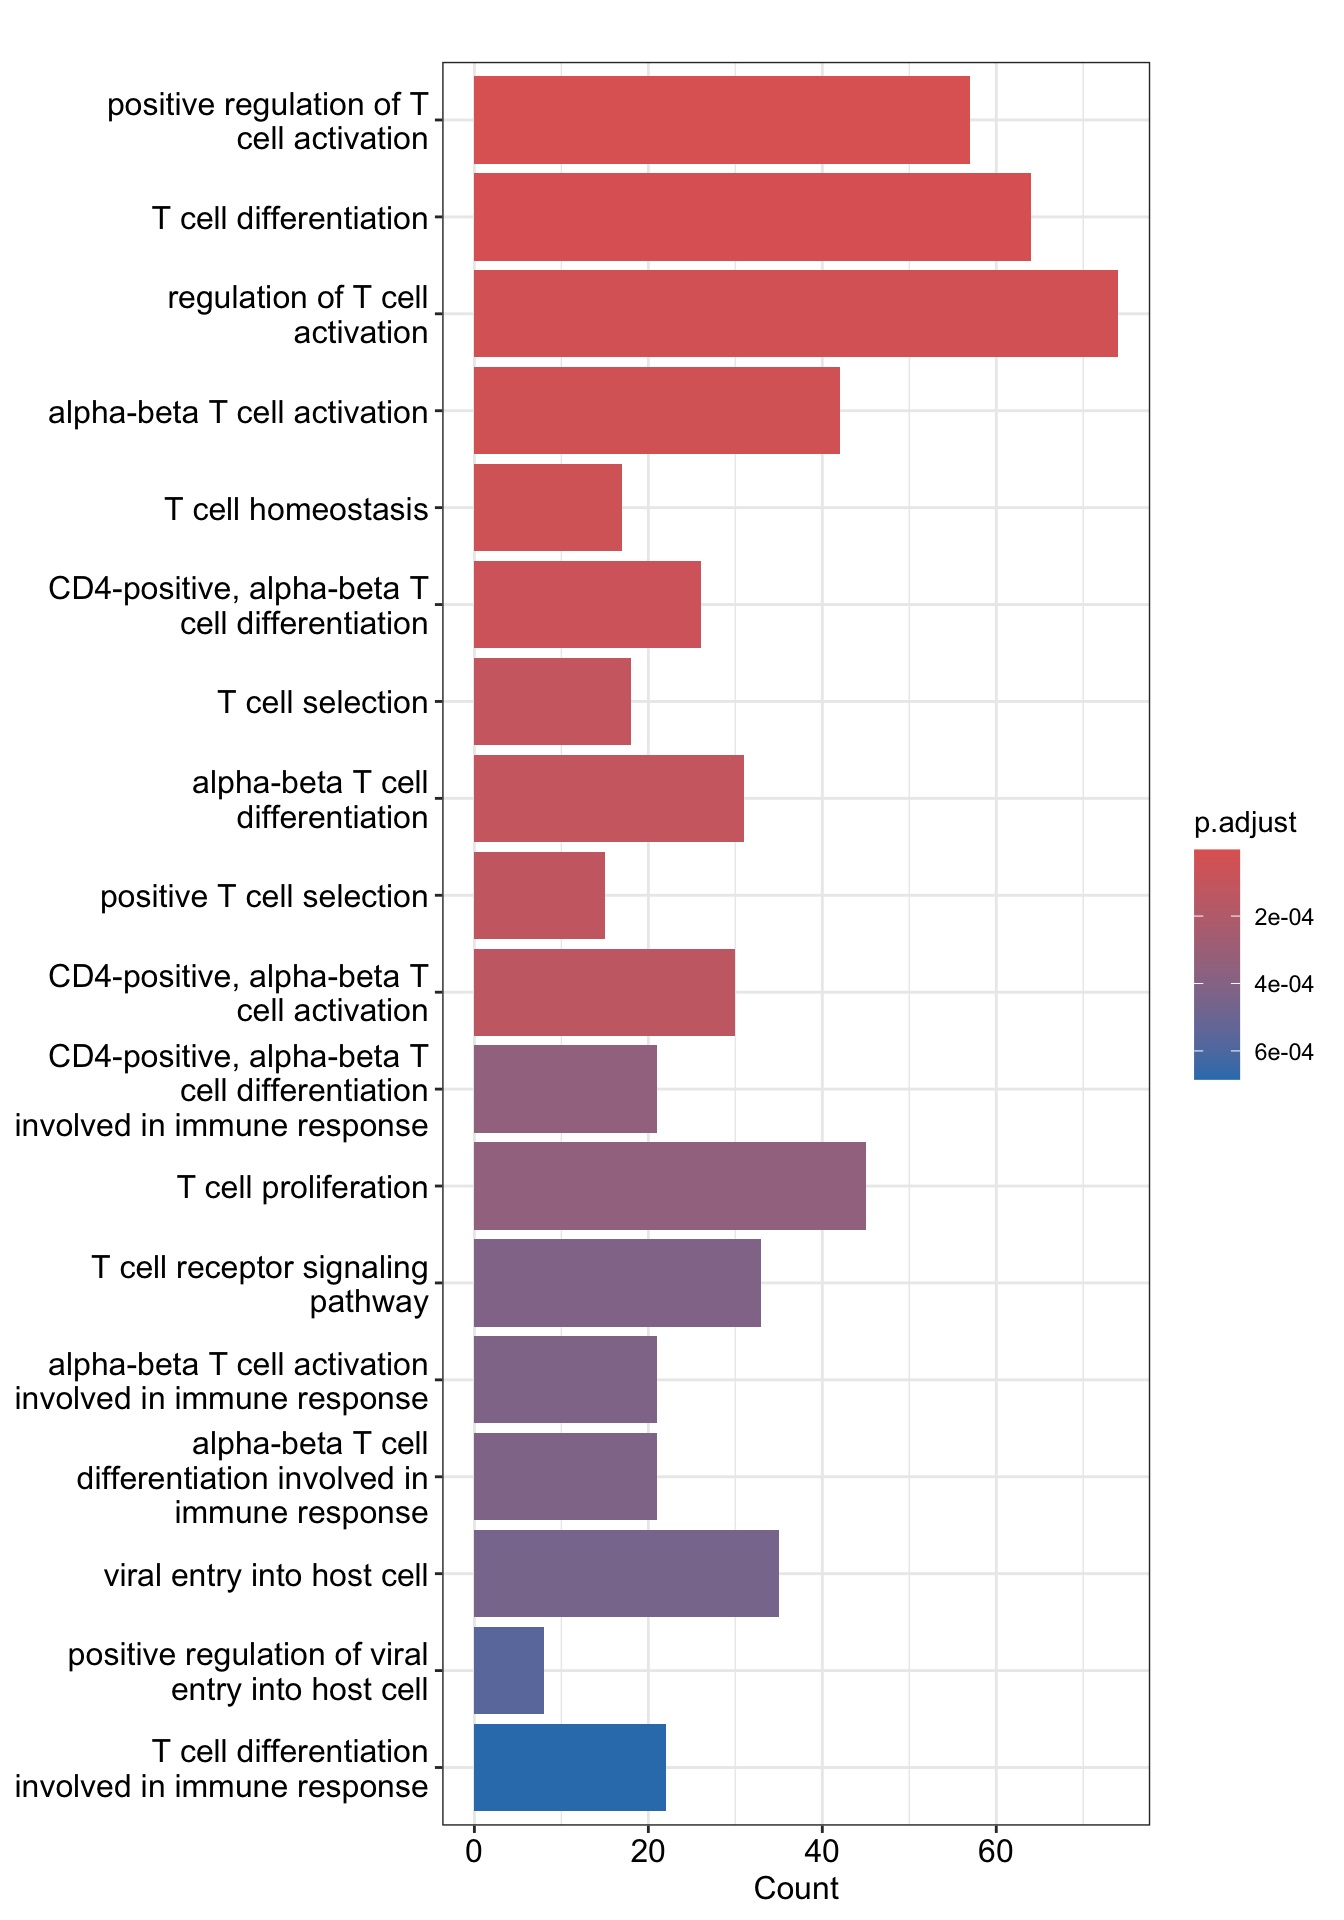 positive regulation of T
cell activation
T cell differentiation
regulation of T cell
activation
alpha-beta T cell activation
T cell homeostasis
CD4-positive, alpha-beta T
cell differentiation
T cell selection
alpha-beta T cell
differentiation
positive T cell selection
CD4-positive, alpha-beta T
cell activation
CD4-positive, alpha-beta T
cell differentiation
involved in immune response
T cell proliferation
T cell receptor signaling
pathway
alpha-beta T cell activation
involved in immune response
alpha-beta T cell
differentiation involved in
immune response
viral entry into host cell
positive regulation of viral
entry into host cell
T cell differentiation
involved in immune response
0 20 40 60
Count
p.adjust
2e-04
4e-04
6e-04